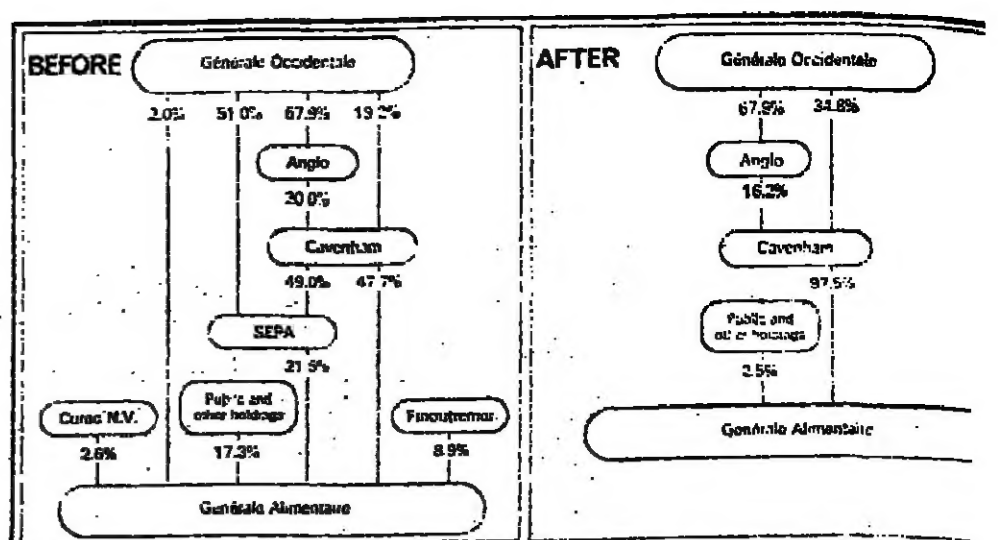 BEFORE
Générale Occidentale
2.0% 51.0% 67.9% 19.2%
Anglo
20.0%
Cavenham
49.0% 47.7%
SEPA
21.5%
Public and
other holdings
Curac N.V.
Finoutremer
2.6%
17.3%
8.9%
Générale Alimentaire
AFTER
Générale Occidentale
67.9% 34.8%
Anglo
16.2%
Cavenham
97.5%
Public and
other holdings
2.5%
Générale Alimentaire